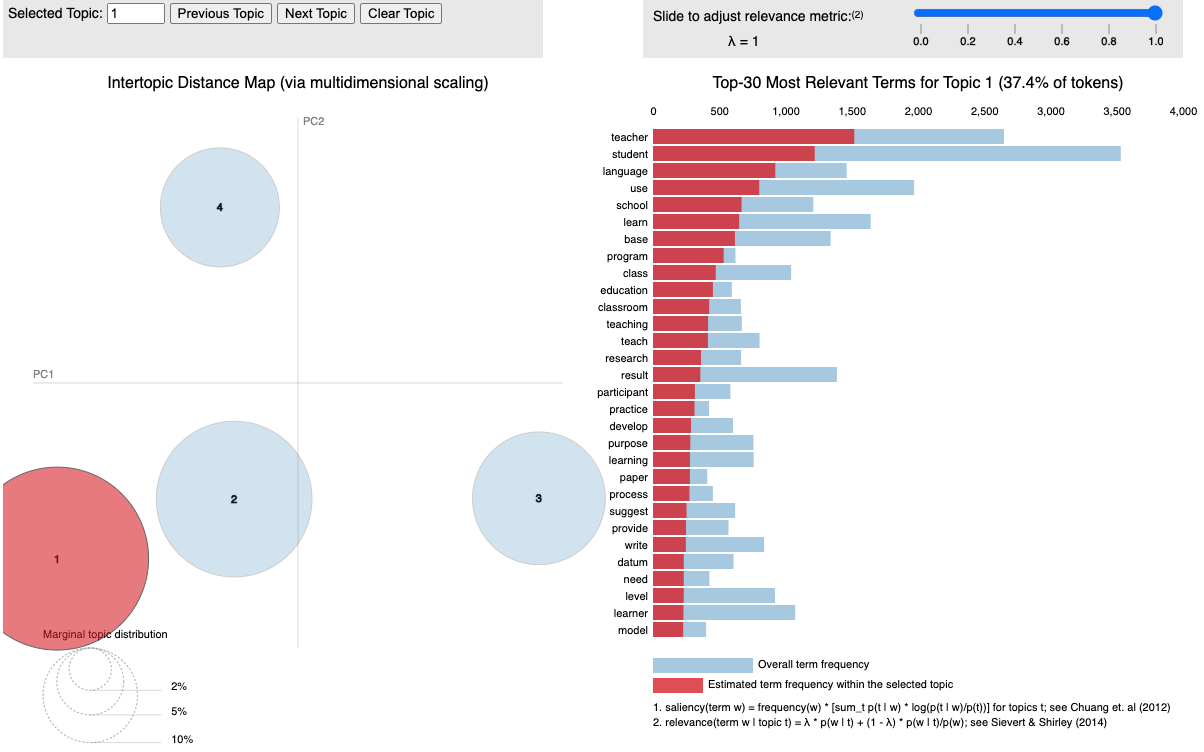 Selected Topic: 1 Previous Topic Next Topic Clear Topic
Slide to adjust relevance metric:(2)
λ = 1
0.0 0.2 0.4 0.6 0.8 1.0
Intertopic Distance Map (via multidimensional scaling)
PC2
4
PC1
2
3
1
Marginal topic distribution
2%
5%
10%
Top-30 Most Relevant Terms for Topic 1 (37.4% of tokens)
0 500 1,000 1,500 2,000 2,500 3,000 3,500 4,000
teacher
student
language
use
school
learn
base
program
class
education
classroom
teaching
teach
research
result
participant
practice
develop
purpose
learning
paper
process
suggest
provide
write
datum
need
level
learner
model
Overall term frequency
Estimated term frequency within the selected topic
1. saliency(term w) = frequency(w) * [sum_t p(t | w) * log(p(t | w)/p(t))] for topics t; see Chuang et. al (2012)
2. relevance(term w | topic t) = λ * p(w | t) + (1 - λ) * p(w | t)/p(w); see Sievert & Shirley (2014)